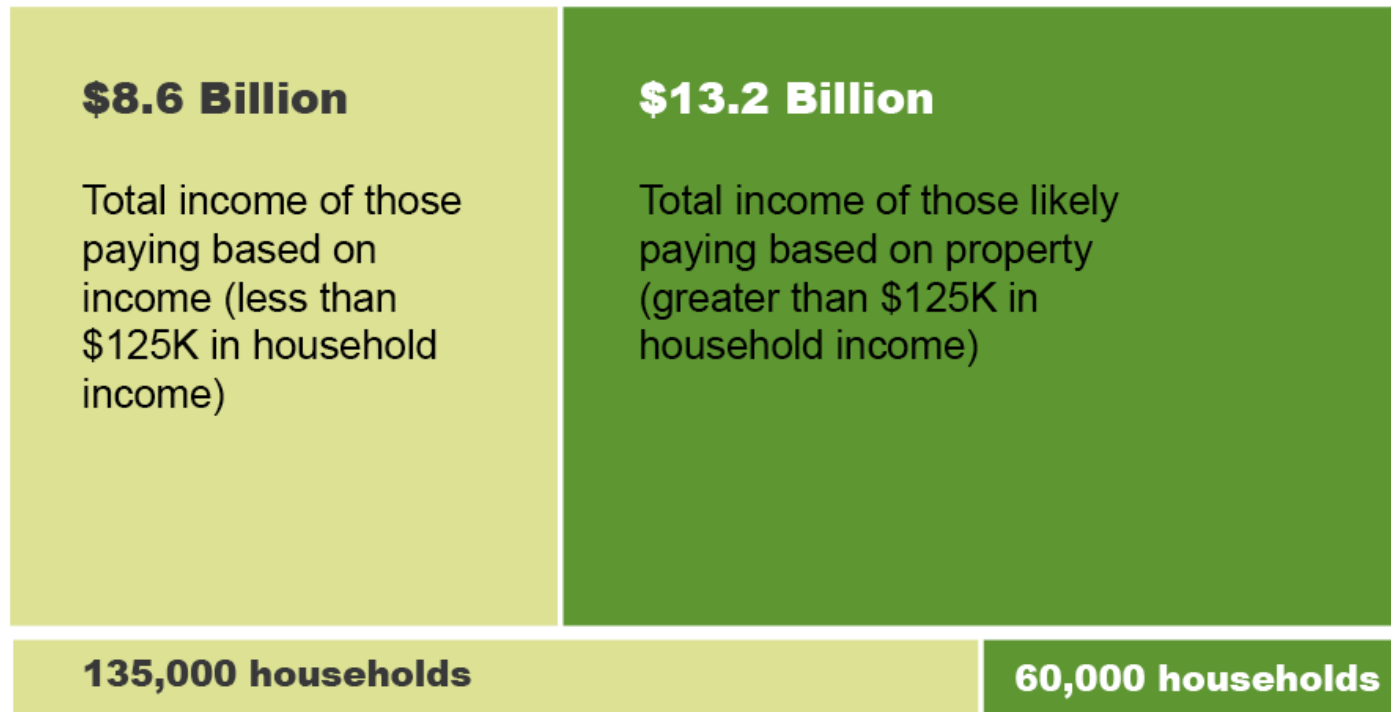 $8.6 Billion
Total income of those
paying based on
income (less than
$125K in household
income)
$13.2 Billion
Total income of those likely
paying based on property
(greater than $125K in
household income)
135,000 households
60,000 households